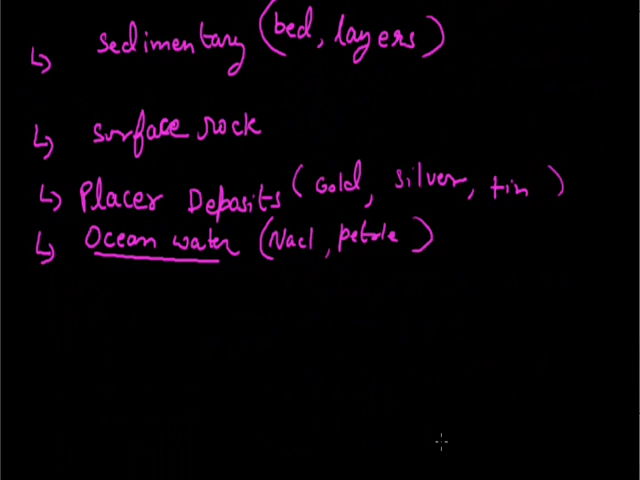 ↳ sedimentary (bed, layers)
↳ surface rock
↳ Placer Deposits (Gold, silver, tin)
↳ Ocean water (Nacl, petrole)